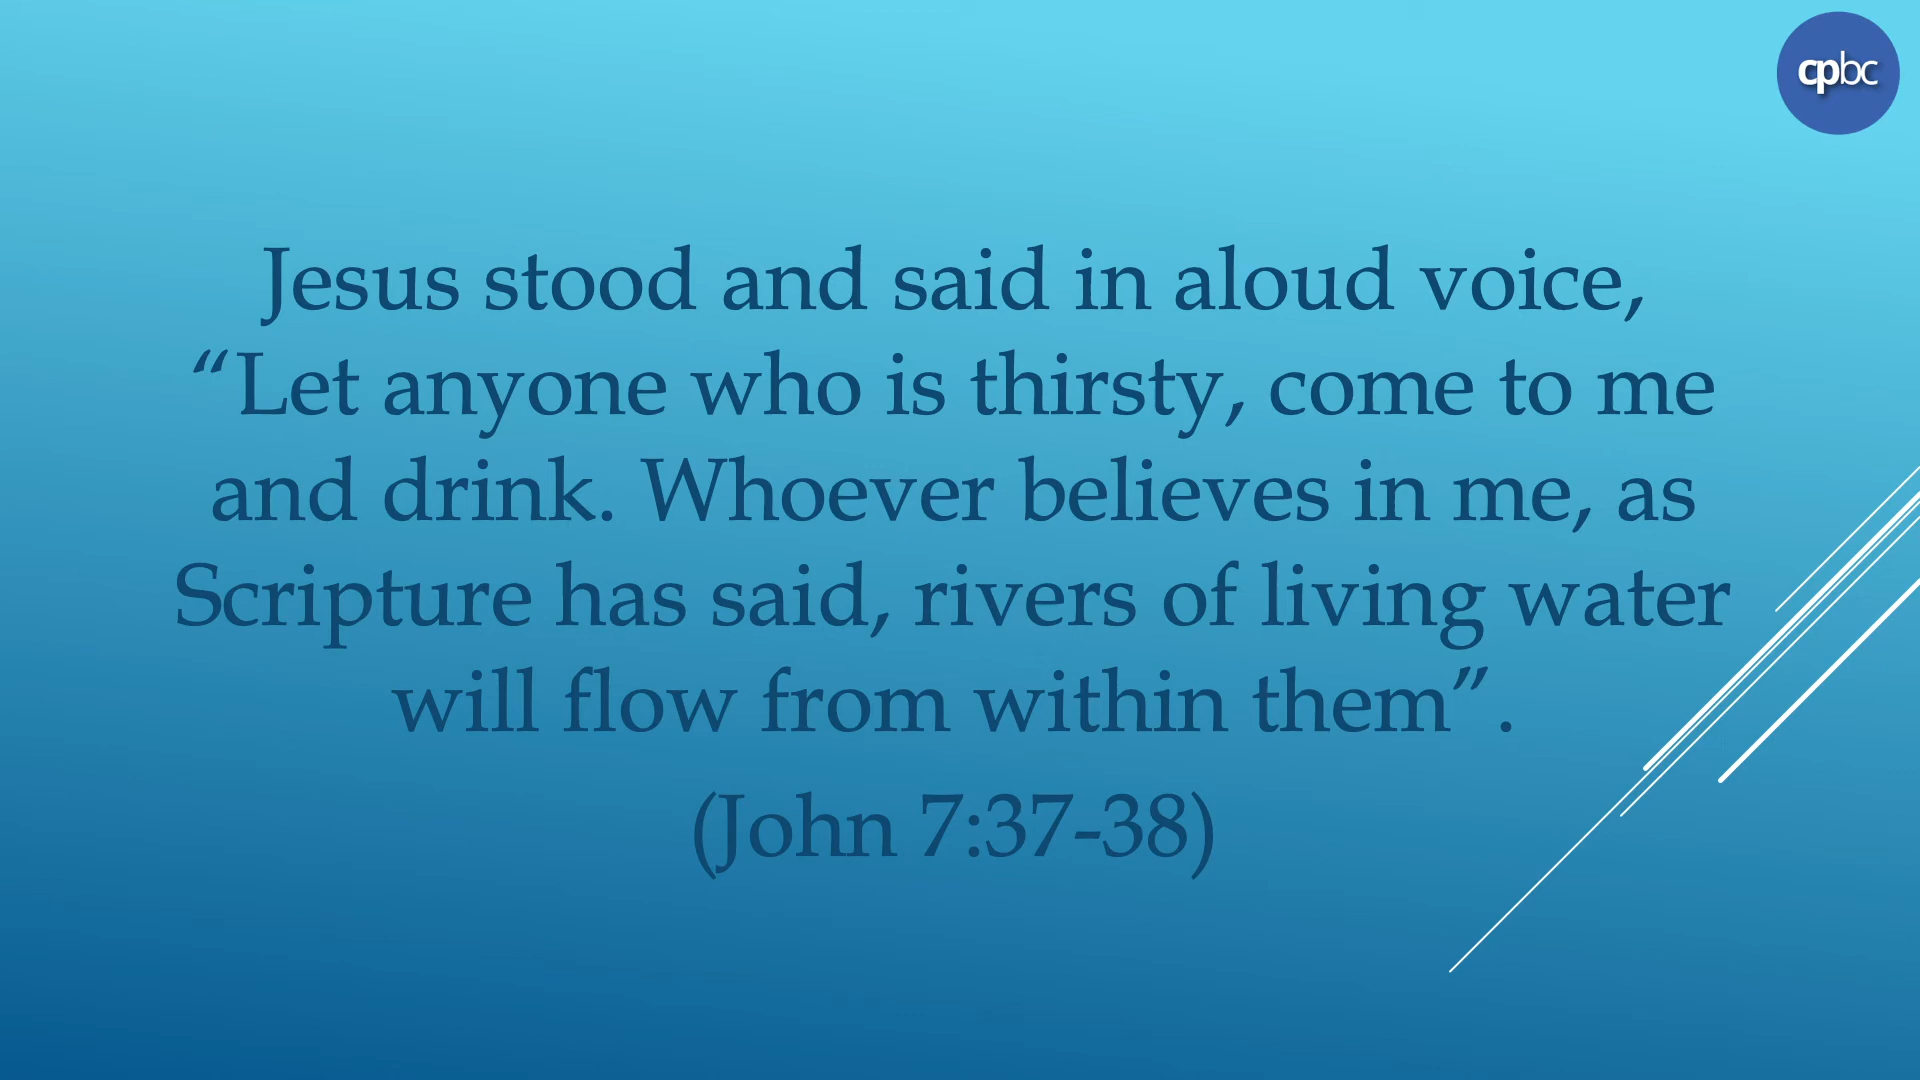 cpbc
Jesus stood and said in aloud voice,
“Let anyone who is thirsty, come to me
and drink. Whoever believes in me, as
Scripture has said, rivers of living water
will flow from within them”.
(John 7:37-38)